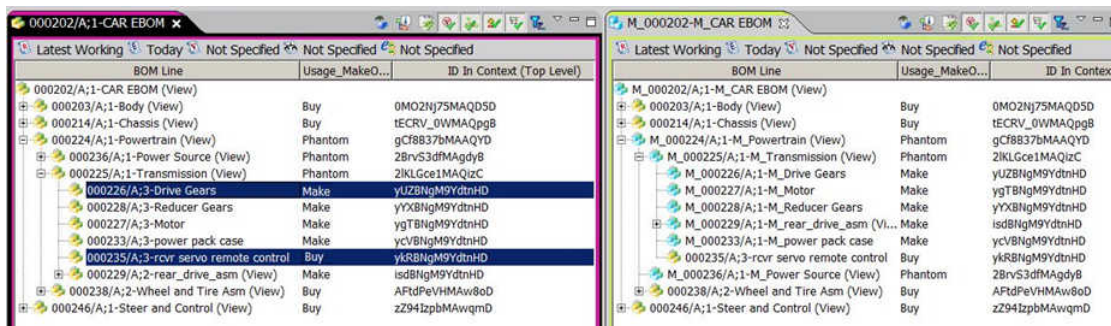 000202/A;1-CAR EBOM
Latest Working Today Not Specified Not Specified Not Specified
BOM Line Usage_MakeO... ID In Context (Top Level)
000202/A;1-CAR EBOM (View)
000203/A;1-Body (View) Buy 0MO2Nj75MAQD5D
000214/A;1-Chassis (View) Buy tECRV_0WMAQpgB
000224/A;1-Powertrain (View) Phantom gCf8B37bMAAQYD
000236/A;1-Power Source (View) Phantom 2BrvS3dfMAgdyB
000225/A;1-Transmission (View) Phantom 2lKLGce1MAQizC
000226/A;3-Drive Gears Make yUZBNgM9YdtnHD
000228/A;3-Reducer Gears Make yYXBNgM9YdtnHD
000227/A;3-Motor Make ygTBNgM9YdtnHD
000233/A;3-power pack case Make ycVBNgM9YdtnHD
000235/A;3-rcvr servo remote control Buy ykRBNgM9YdtnHD
000229/A;2-rear_drive_asm (View) Make isdBNgM9YdtnHD
000238/A;2-Wheel and Tire Asm (View) Buy AFtdPeVHMAw8oD
000246/A;1-Steer and Control (View) Buy zZ94IzpbMAwqmD
M_000202-M_CAR EBOM
Latest Working Today Not Specified Not Specified Not Specified
BOM Line Usage_MakeO... ID In Contex
M_000202/A;1-M_CAR EBOM (View)
000203/A;1-Body (View) Buy 0MO2Nj75MAQD5D
000214/A;1-Chassis (View) Buy tECRV_0WMAQpgB
M_000224/A;1-M_Powertrain (View) Phantom gCf8B37bMAAQYD
M_000225/A;1-M_Transmission (View) Phantom 2lKLGce1MAQizC
M_000226/A;1-M_Drive Gears Make yUZBNgM9YdtnHD
M_000227/A;1-M_Motor Make ygTBNgM9YdtnHD
M_000228/A;1-M_Reducer Gears Make yYXBNgM9YdtnHD
M_000229/A;1-M_rear_drive_asm (Vi... Make isdBNgM9YdtnHD
M_000233/A;1-M_power pack case Make ycVBNgM9YdtnHD
000235/A;3-rcvr servo remote control Buy ykRBNgM9YdtnHD
M_000236/A;1-M_Power Source (View) Phantom 2BrvS3dfMAgdyB
000238/A;2-Wheel and Tire Asm (View) Buy AFtdPeVHMAw8oD
000246/A;1-Steer and Control (View) Buy zZ94IzpbMAwqmD